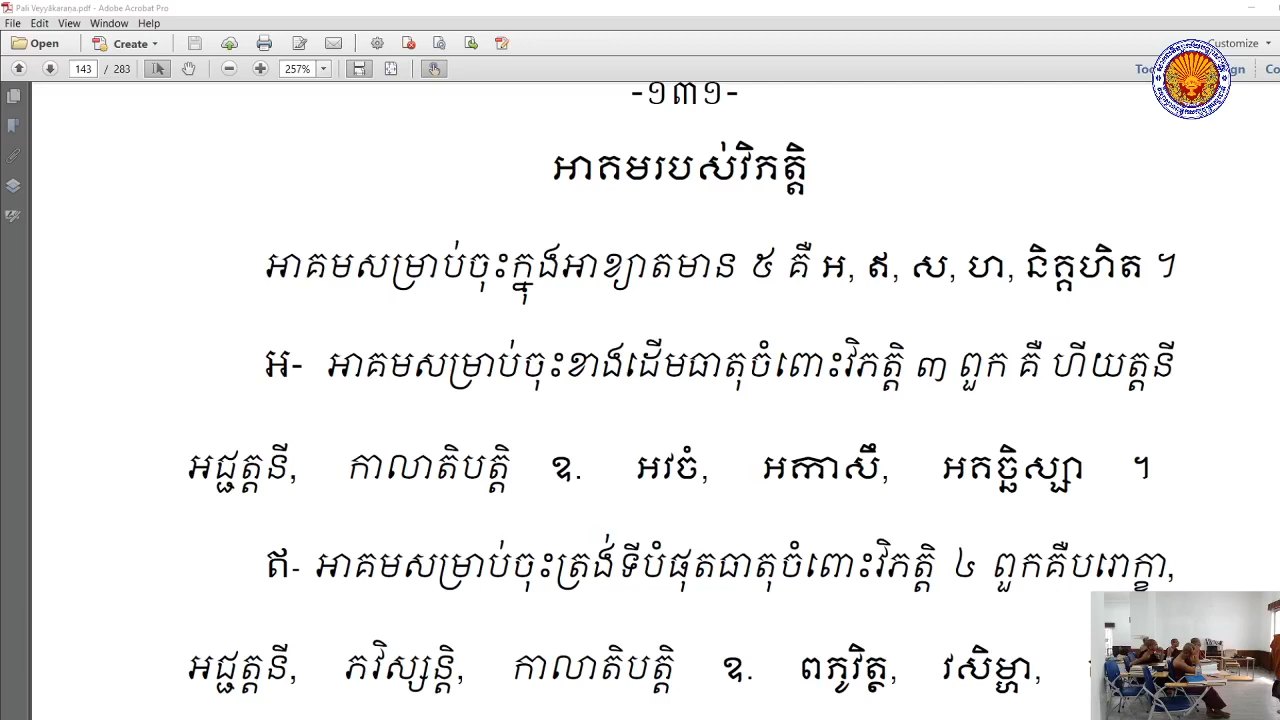 Pali Veyyākaraṇa.pdf - Adobe Acrobat Pro
File Edit View Window Help
Open Create Customize
143 / 283 257%
-១៣១-
អាគមរបស់វិភត្តិ
អាគមសម្រាប់ចុះក្នុងអាខ្យាតមាន ៥ គឺ អ, ឥ, ស, ហ, និគ្គហិត ។
អ- អាគមសម្រាប់ចុះខាងដើមធាតុចំពោះវិភត្តិ ៣ ពួក គឺ ហីយត្តនី
អជ្ជត្តនី, កាលាតិបត្តិ ឧ. អវចំ, អកាសឹ, អគច្ឆិស្សា ។
ឥ- អាគមសម្រាប់ចុះត្រង់ទីបំផុតធាតុចំពោះវិភត្តិ ៤ ពួកគឺបរោក្ខា,
អជ្ជត្តនី, ភវិស្សន្តិ, កាលាតិបត្តិ ឧ. ពភូវិត្ថ, វសិម្ហា,